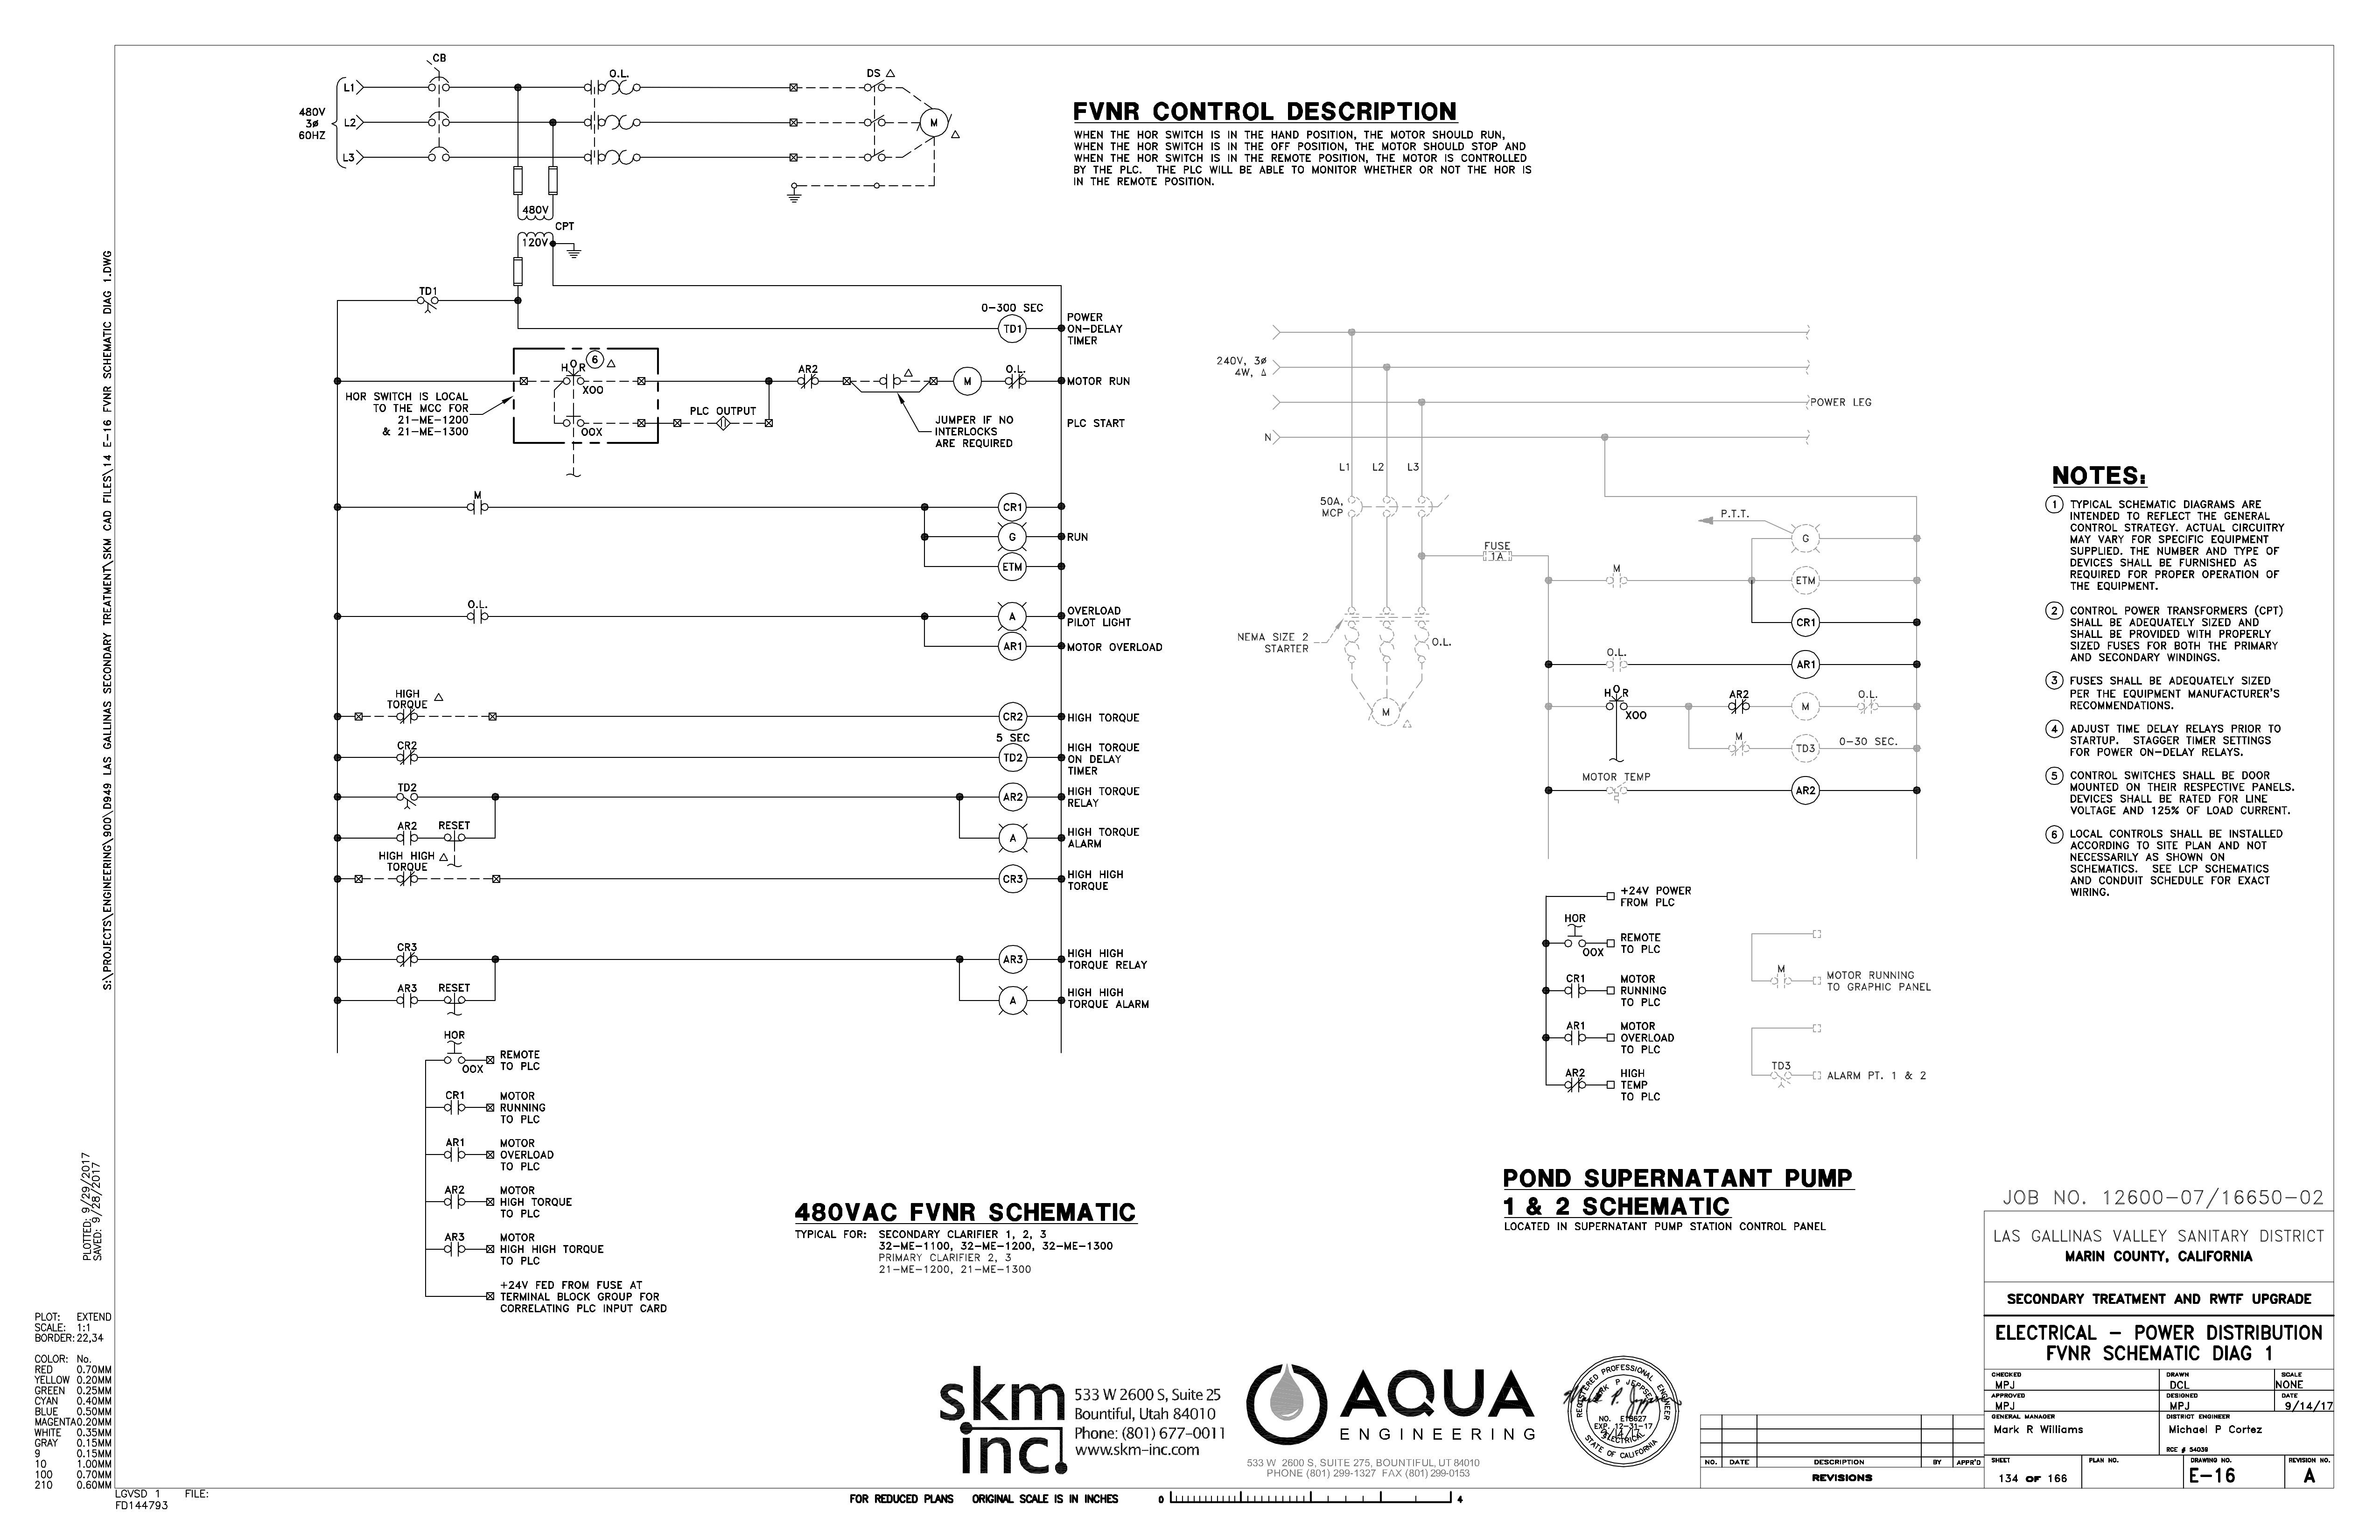 CB
L1
L2
L3
480V
3ø
60HZ
O.L.
DS △
M
△
480V
CPT
120V
TD1
0-300 SEC
TD1
POWER
ON-DELAY
TIMER
H O R
6 △
XOO
AR2
△
M
O.L.
MOTOR RUN
HOR SWITCH IS LOCAL
TO THE MCC FOR
21-ME-1200
& 21-ME-1300
OOX
PLC OUTPUT
JUMPER IF NO
INTERLOCKS
ARE REQUIRED
PLC START
M
CR1
G
RUN
ETM
O.L.
A
OVERLOAD
PILOT LIGHT
AR1
MOTOR OVERLOAD
HIGH
TORQUE △
CR2
HIGH TORQUE
CR2
5 SEC
TD2
HIGH TORQUE
ON DELAY
TIMER
TD2
AR2
HIGH TORQUE
RELAY
AR2
RESET
A
HIGH TORQUE
ALARM
HIGH HIGH △
TORQUE
CR3
HIGH HIGH
TORQUE
CR3
AR3
HIGH HIGH
TORQUE RELAY
AR3
RESET
A
HIGH HIGH
TORQUE ALARM
HOR
OOX
REMOTE
TO PLC
CR1
MOTOR
RUNNING
TO PLC
AR1
MOTOR
OVERLOAD
TO PLC
AR2
MOTOR
HIGH TORQUE
TO PLC
AR3
MOTOR
HIGH HIGH TORQUE
TO PLC
+24V FED FROM FUSE AT
TERMINAL BLOCK GROUP FOR
CORRELATING PLC INPUT CARD
480VAC FVNR SCHEMATIC
TYPICAL FOR: SECONDARY CLARIFIER 1, 2, 3
32-ME-1100, 32-ME-1200, 32-ME-1300
PRIMARY CLARIFIER 2, 3
21-ME-1200, 21-ME-1300
FVNR CONTROL DESCRIPTION
WHEN THE HOR SWITCH IS IN THE HAND POSITION, THE MOTOR SHOULD RUN,
WHEN THE HOR SWITCH IS IN THE OFF POSITION, THE MOTOR SHOULD STOP AND
WHEN THE HOR SWITCH IS IN THE REMOTE POSITION, THE MOTOR IS CONTROLLED
BY THE PLC. THE PLC WILL BE ABLE TO MONITOR WHETHER OR NOT THE HOR IS
IN THE REMOTE POSITION.
240V, 3ø
4W, △
POWER LEG
N
L1
L2
L3
50A,
MCP
P.T.T.
G
FUSE
1A
M
ETM
CR1
NEMA SIZE 2
STARTER
O.L.
M
△
O.L.
AR1
H O R
XOO
AR2
M
O.L.
M
TD3
0-30 SEC.
MOTOR TEMP
AR2
+24V POWER
FROM PLC
HOR
OOX
REMOTE
TO PLC
CR1
MOTOR
RUNNING
TO PLC
AR1
MOTOR
OVERLOAD
TO PLC
AR2
HIGH
TEMP
TO PLC
M
MOTOR RUNNING
TO GRAPHIC PANEL
TD3
ALARM PT. 1 & 2
POND SUPERNATANT PUMP
1 & 2 SCHEMATIC
LOCATED IN SUPERNATANT PUMP STATION CONTROL PANEL
NOTES:
1 TYPICAL SCHEMATIC DIAGRAMS ARE
INTENDED TO REFLECT THE GENERAL
CONTROL STRATEGY. ACTUAL CIRCUITRY
MAY VARY FOR SPECIFIC EQUIPMENT
SUPPLIED. THE NUMBER AND TYPE OF
DEVICES SHALL BE FURNISHED AS
REQUIRED FOR PROPER OPERATION OF
THE EQUIPMENT.
2 CONTROL POWER TRANSFORMERS (CPT)
SHALL BE ADEQUATELY SIZED AND
SHALL BE PROVIDED WITH PROPERLY
SIZED FUSES FOR BOTH THE PRIMARY
AND SECONDARY WINDINGS.
3 FUSES SHALL BE ADEQUATELY SIZED
PER THE EQUIPMENT MANUFACTURER'S
RECOMMENDATIONS.
4 ADJUST TIME DELAY RELAYS PRIOR TO
STARTUP. STAGGER TIMER SETTINGS
FOR POWER ON-DELAY RELAYS.
5 CONTROL SWITCHES SHALL BE DOOR
MOUNTED ON THEIR RESPECTIVE PANELS.
DEVICES SHALL BE RATED FOR LINE
VOLTAGE AND 125% OF LOAD CURRENT.
6 LOCAL CONTROLS SHALL BE INSTALLED
ACCORDING TO SITE PLAN AND NOT
NECESSARILY AS SHOWN ON
SCHEMATICS. SEE LCP SCHEMATICS
AND CONDUIT SCHEDULE FOR EXACT
WIRING.
JOB NO. 12600-07/16650-02
LAS GALLINAS VALLEY SANITARY DISTRICT
MARIN COUNTY, CALIFORNIA
SECONDARY TREATMENT AND RWTF UPGRADE
ELECTRICAL - POWER DISTRIBUTION
FVNR SCHEMATIC DIAG 1
CHECKED
MPJ
DRAWN
DCL
SCALE
NONE
APPROVED
MPJ
DESIGNED
MPJ
DATE
9/14/17
GENERAL MANAGER
Mark R Williams
DISTRICT ENGINEER
Michael P Cortez
RCE # 54039
SHEET
134 OF 166
PLAN NO.
DRAWING NO.
E-16
REVISION NO.
A
NO. DATE DESCRIPTION BY APPR'D
REVISIONS
skm
inc.
533 W 2600 S, Suite 25
Bountiful, Utah 84010
Phone: (801) 677-0011
www.skm-inc.com
AQUA
ENGINEERING
533 W 2600 S, SUITE 275, BOUNTIFUL, UT 84010
PHONE (801) 299-1327 FAX (801) 299-0153
REGISTERED PROFESSIONAL ENGINEER
MARK P JEPPSEN
NO. E18627
EXP. 12-31-17
9/14/17
ELECTRICAL
STATE OF CALIFORNIA
FOR REDUCED PLANS ORIGINAL SCALE IS IN INCHES
0 4
S:\PROJECTS\ENGINEERING\900\D949 LAS GALLINAS SECONDARY TREATMENT\SKM CAD FILES\14 E-16 FVNR SCHEMATIC DIAG 1.DWG
PLOTTED: 9/29/2017
SAVED: 9/28/2017
PLOT: EXTEND
SCALE: 1:1
BORDER: 22,34
COLOR: No.
RED 0.70MM
YELLOW 0.20MM
GREEN 0.25MM
CYAN 0.40MM
BLUE 0.50MM
MAGENTA 0.20MM
WHITE 0.35MM
GRAY 0.15MM
9 0.15MM
10 1.00MM
100 0.70MM
210 0.60MM
LGVSD 1 FILE:
FD144793